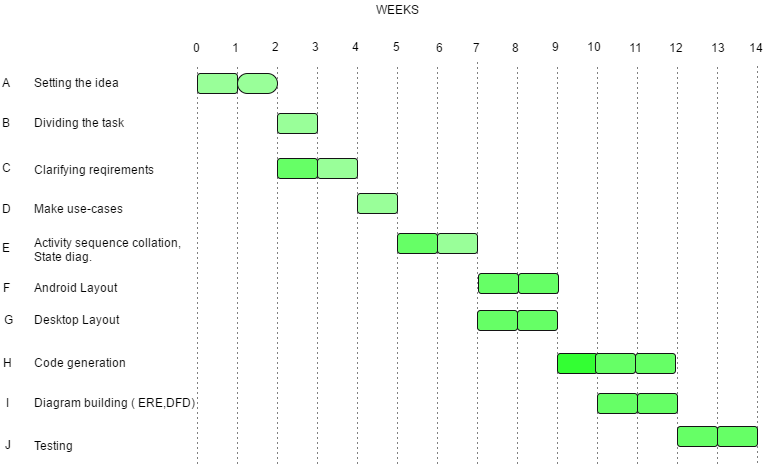 WEEKS
0 1 2 3 4 5 6 7 8 9 10 11 12 13 14
A Setting the idea
B Dividing the task
C Clarifying reqirements
D Make use-cases
E Activity sequence collation,
State diag.
F Android Layout
G Desktop Layout
H Code generation
I Diagram building ( ERE,DFD)
J Testing